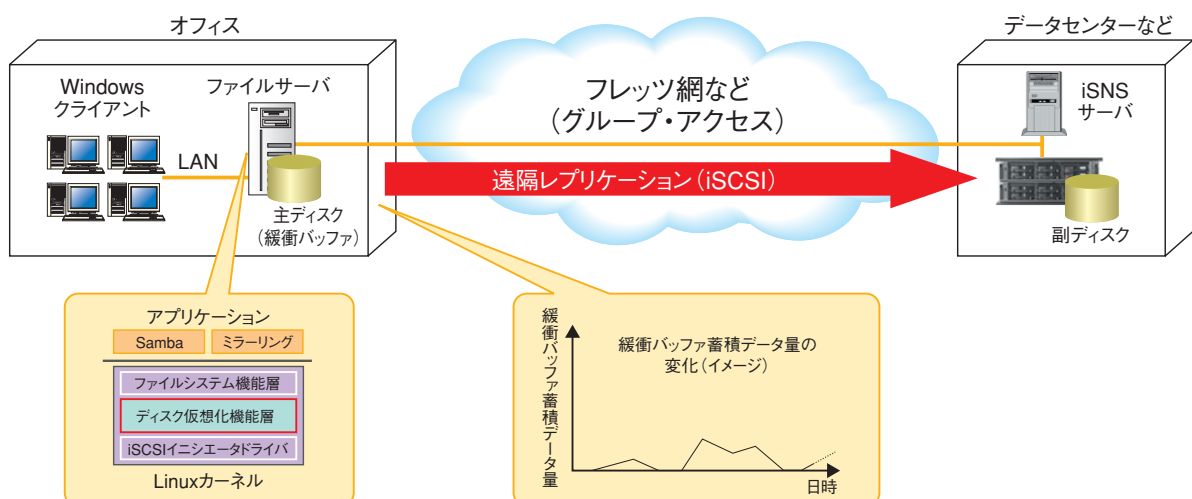 オフィス
Windows
クライアント
ファイルサーバ
LAN
主ディスク
(緩衝バッファ)
フレッツ網など
(グループ・アクセス)
遠隔レプリケーション(iSCSI)
データセンターなど
iSNS
サーバ
副ディスク
アプリケーション
Samba
ミラーリング
ファイルシステム機能層
ディスク仮想化機能層
iSCSIイニシエータドライバ
Linuxカーネル
緩衝バッファ蓄積データ量
緩衝バッファ蓄積データ量の
変化(イメージ)
日時